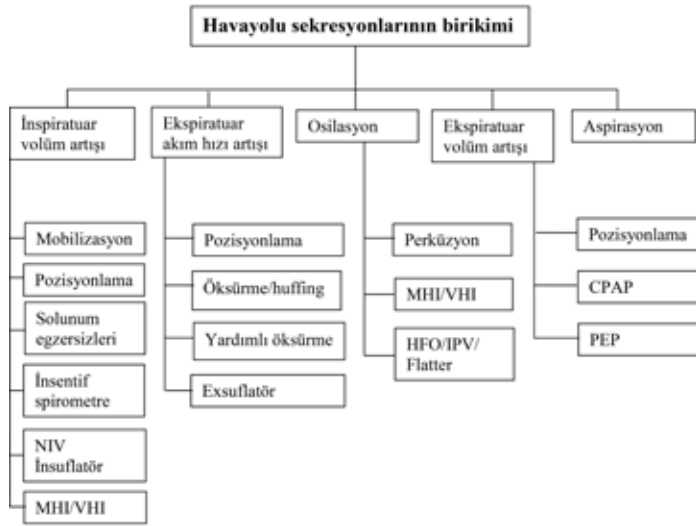 Havayolu sekresyonlarının birikimi
İnspiratuar
volüm artışı
Mobilizasyon
Pozisyonlama
Solunum
egzersizleri
İnsentif
spirometre
NIV
İnsuflatör
MHI/VHI
Ekspiratuar
akım hızı artışı
Pozisyonlama
Öksürme/huffing
Yardımlı öksürme
Exsuflatör
Osilasyon
Perküzyon
MHI/VHI
HFO/IPV/
Flatter
Ekspiratuar
volüm artışı
Pozisyonlama
CPAP
PEP
Aspirasyon